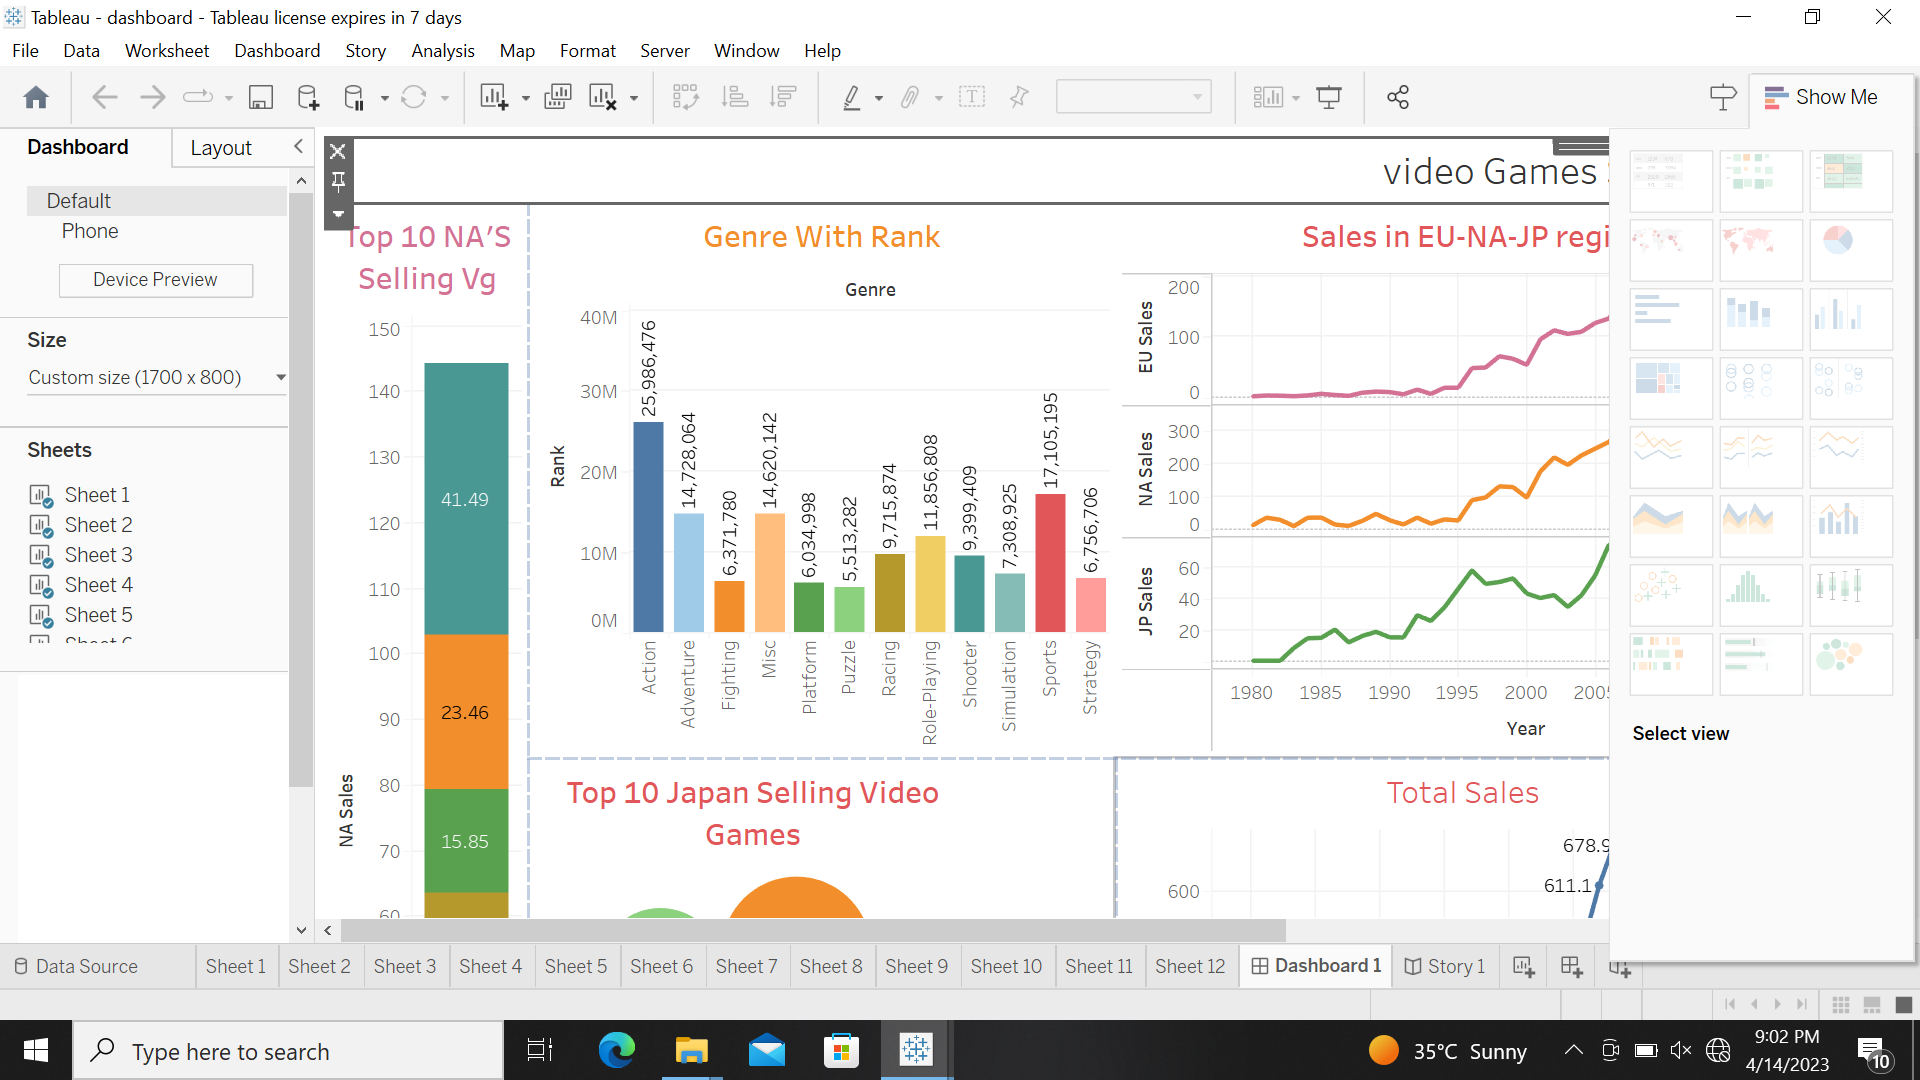 Tableau - dashboard - Tableau license expires in 7 days
File Data Worksheet Dashboard Story Analysis Map Format Server Window Help
Show Me
Dashboard Layout
Default
Phone
Device Preview
Size
Custom size (1700 x 800)
Sheets
Sheet 1
Sheet 2
Sheet 3
Sheet 4
Sheet 5
video Games
Top 10 NA'S
Selling Vg
150
140
130
120
110
100
90
80
70
60
NA Sales
41.49
23.46
15.85
Genre With Rank
Genre
Rank
40M
30M
20M
10M
0M
25,986,476
14,728,064
6,371,780
14,620,142
6,034,998
5,513,282
9,715,874
11,856,808
9,399,409
7,308,925
17,105,195
6,756,706
Action
Adventure
Fighting
Misc
Platform
Puzzle
Racing
Role-Playing
Shooter
Simulation
Sports
Strategy
Sales in EU-NA-JP regi
EU Sales
200
100
0
NA Sales
300
200
100
0
JP Sales
60
40
20
1980 1985 1990 1995 2000 2005
Year
Top 10 Japan Selling Video
Games
Total Sales
678.9
611.1
600
Select view
Data Source Sheet 1 Sheet 2 Sheet 3 Sheet 4 Sheet 5 Sheet 6 Sheet 7 Sheet 8 Sheet 9 Sheet 10 Sheet 11 Sheet 12 Dashboard 1 Story 1
Type here to search
35°C Sunny
9:02 PM
4/14/2023
10